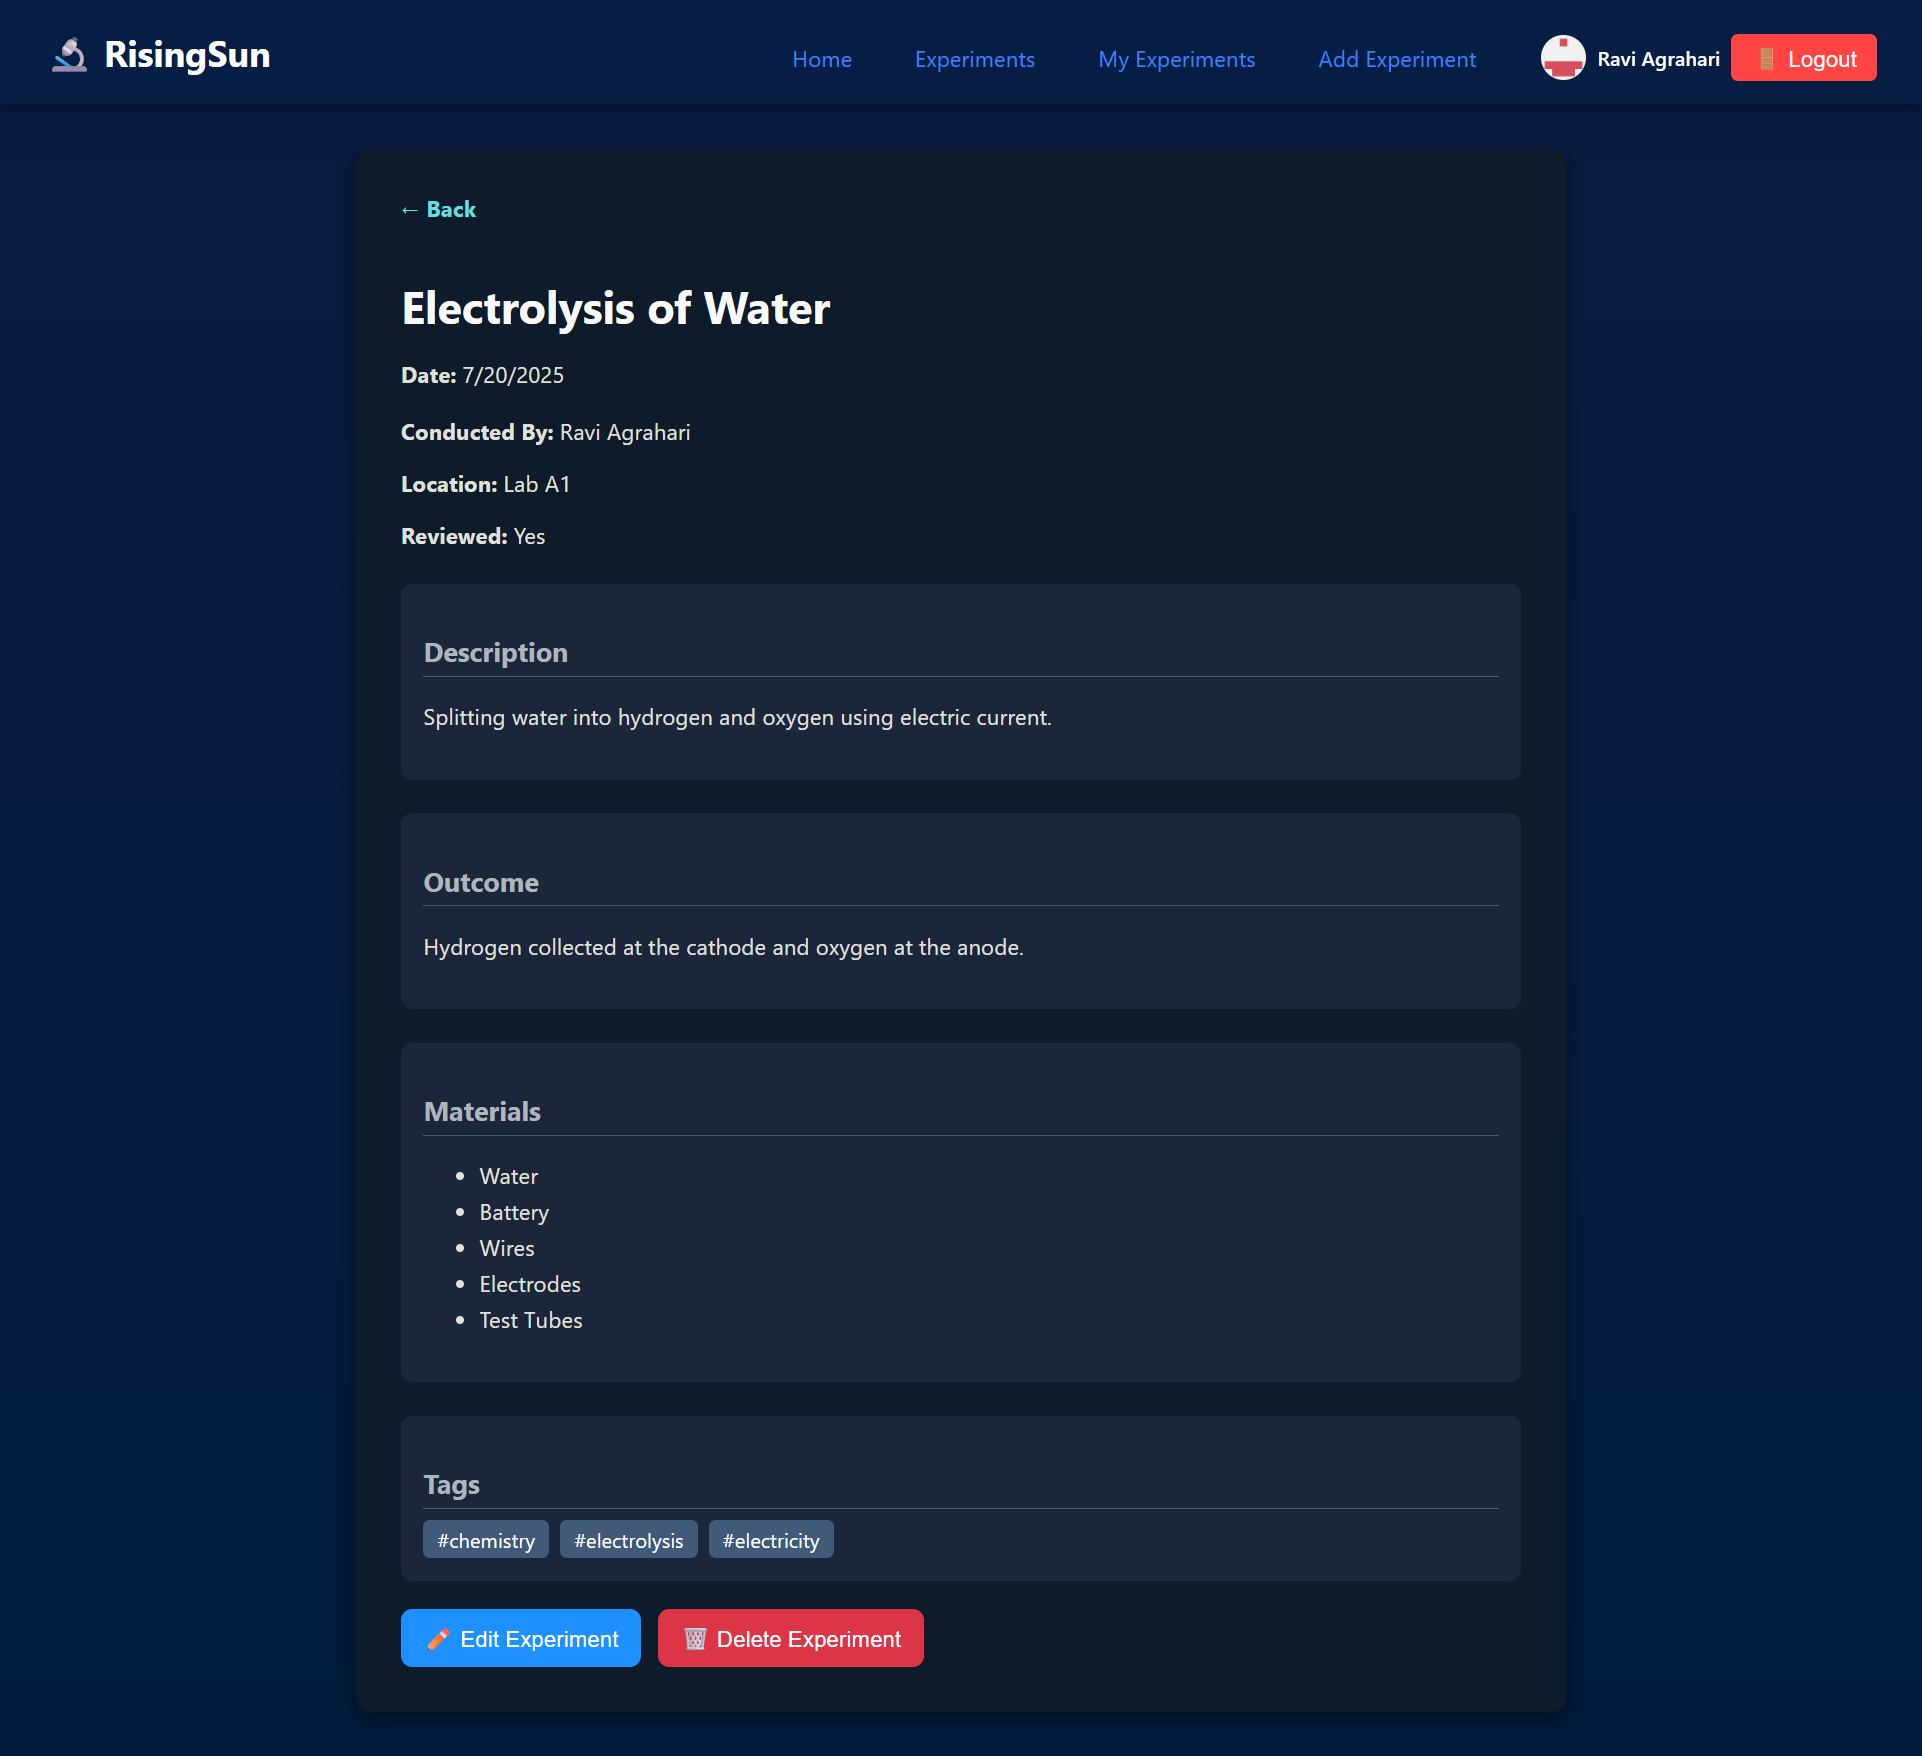 RisingSun
Home Experiments My Experiments Add Experiment Ravi Agrahari Logout
← Back
Electrolysis of Water
Date: 7/20/2025
Conducted By: Ravi Agrahari
Location: Lab A1
Reviewed: Yes
Description
Splitting water into hydrogen and oxygen using electric current.
Outcome
Hydrogen collected at the cathode and oxygen at the anode.
Materials
• Water
• Battery
• Wires
• Electrodes
• Test Tubes
Tags
#chemistry #electrolysis #electricity
Edit Experiment Delete Experiment